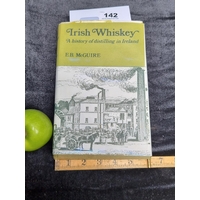 142
Irish Whiskey
A history of distilling in Ireland
E.B. McGUIRE